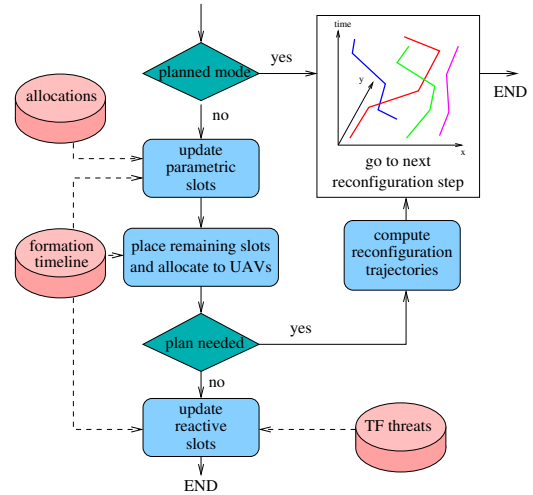 time
planned mode
yes
y
x
END
allocations
no
go to next
reconfiguration step
update
parametric
slots
formation
timeline
place remaining slots
and allocate to UAVs
compute
reconfiguration
trajectories
plan needed
yes
no
update
reactive
slots
TF threats
END